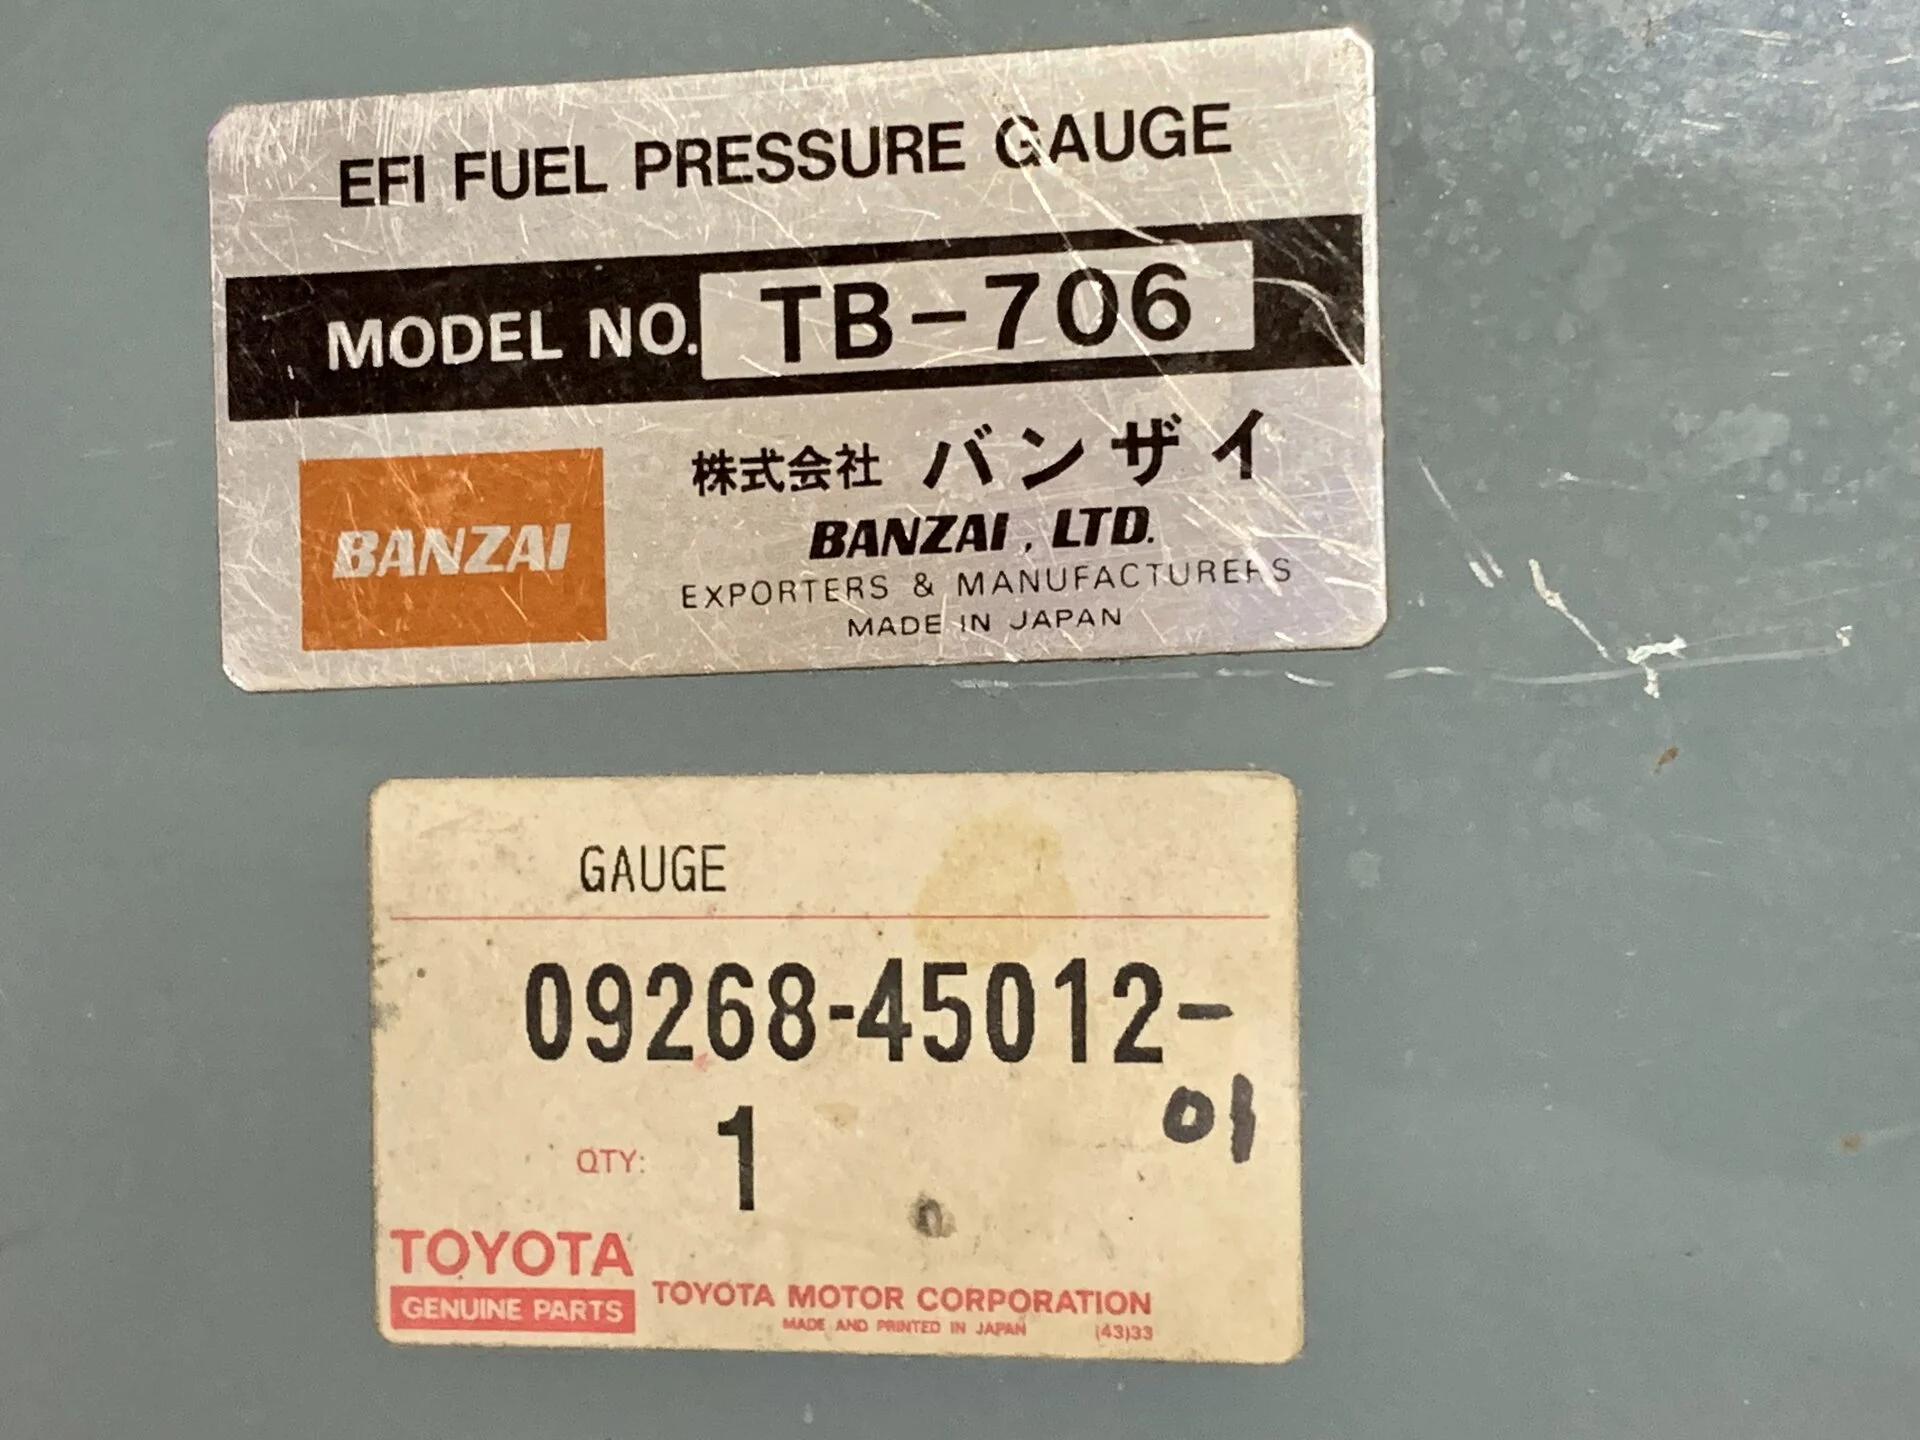 EFI FUEL PRESSURE GAUGE
MODEL NO. TB-706
株式会社 バンザイ
BANZAI
BANZAI, LTD.
EXPORTERS & MANUFACTURERS
MADE IN JAPAN
GAUGE
09268-45012-
01
QTY: 1
TOYOTA
GENUINE PARTS
TOYOTA MOTOR CORPORATION
MADE AND PRINTED IN JAPAN (43)33